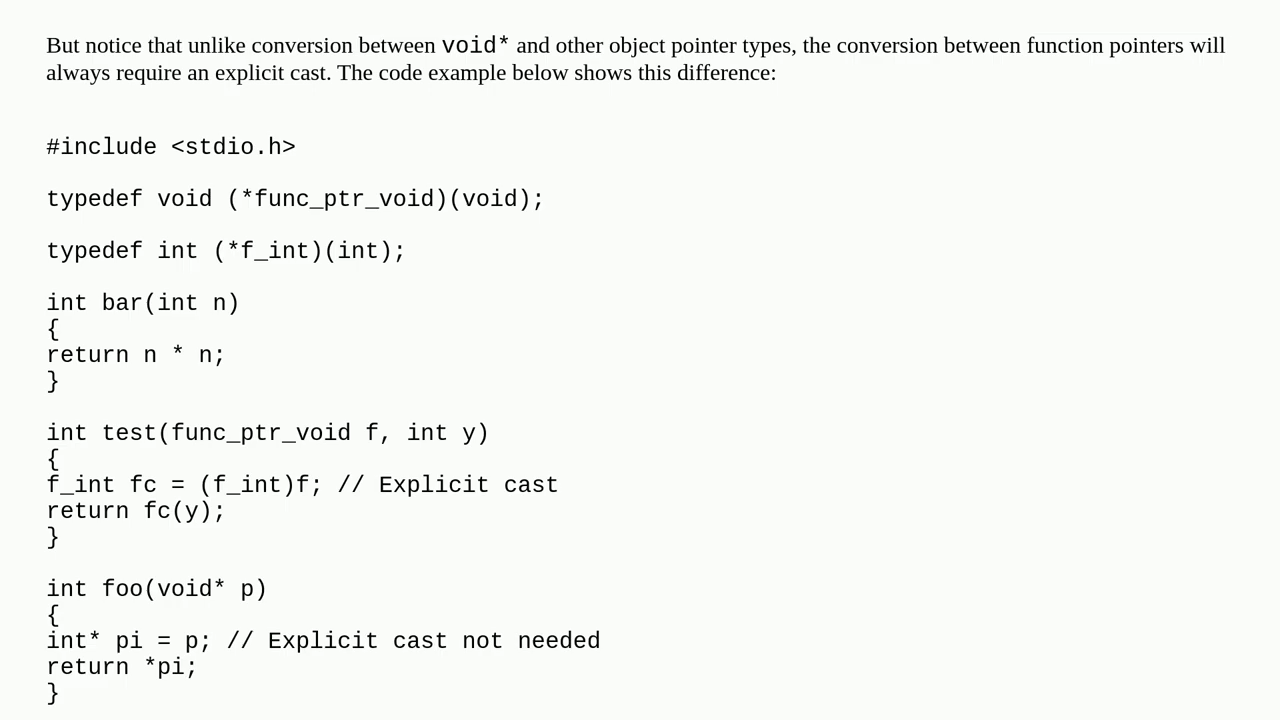 But notice that unlike conversion between void* and other object pointer types, the conversion between function pointers will
always require an explicit cast. The code example below shows this difference:
#include <stdio.h>
typedef void (*func_ptr_void)(void);
typedef int (*f_int)(int);
int bar(int n)
{
return n * n;
}
int test(func_ptr_void f, int y)
{
f_int fc = (f_int)f; // Explicit cast
return fc(y);
}
int foo(void* p)
{
int* pi = p; // Explicit cast not needed
return *pi;
}